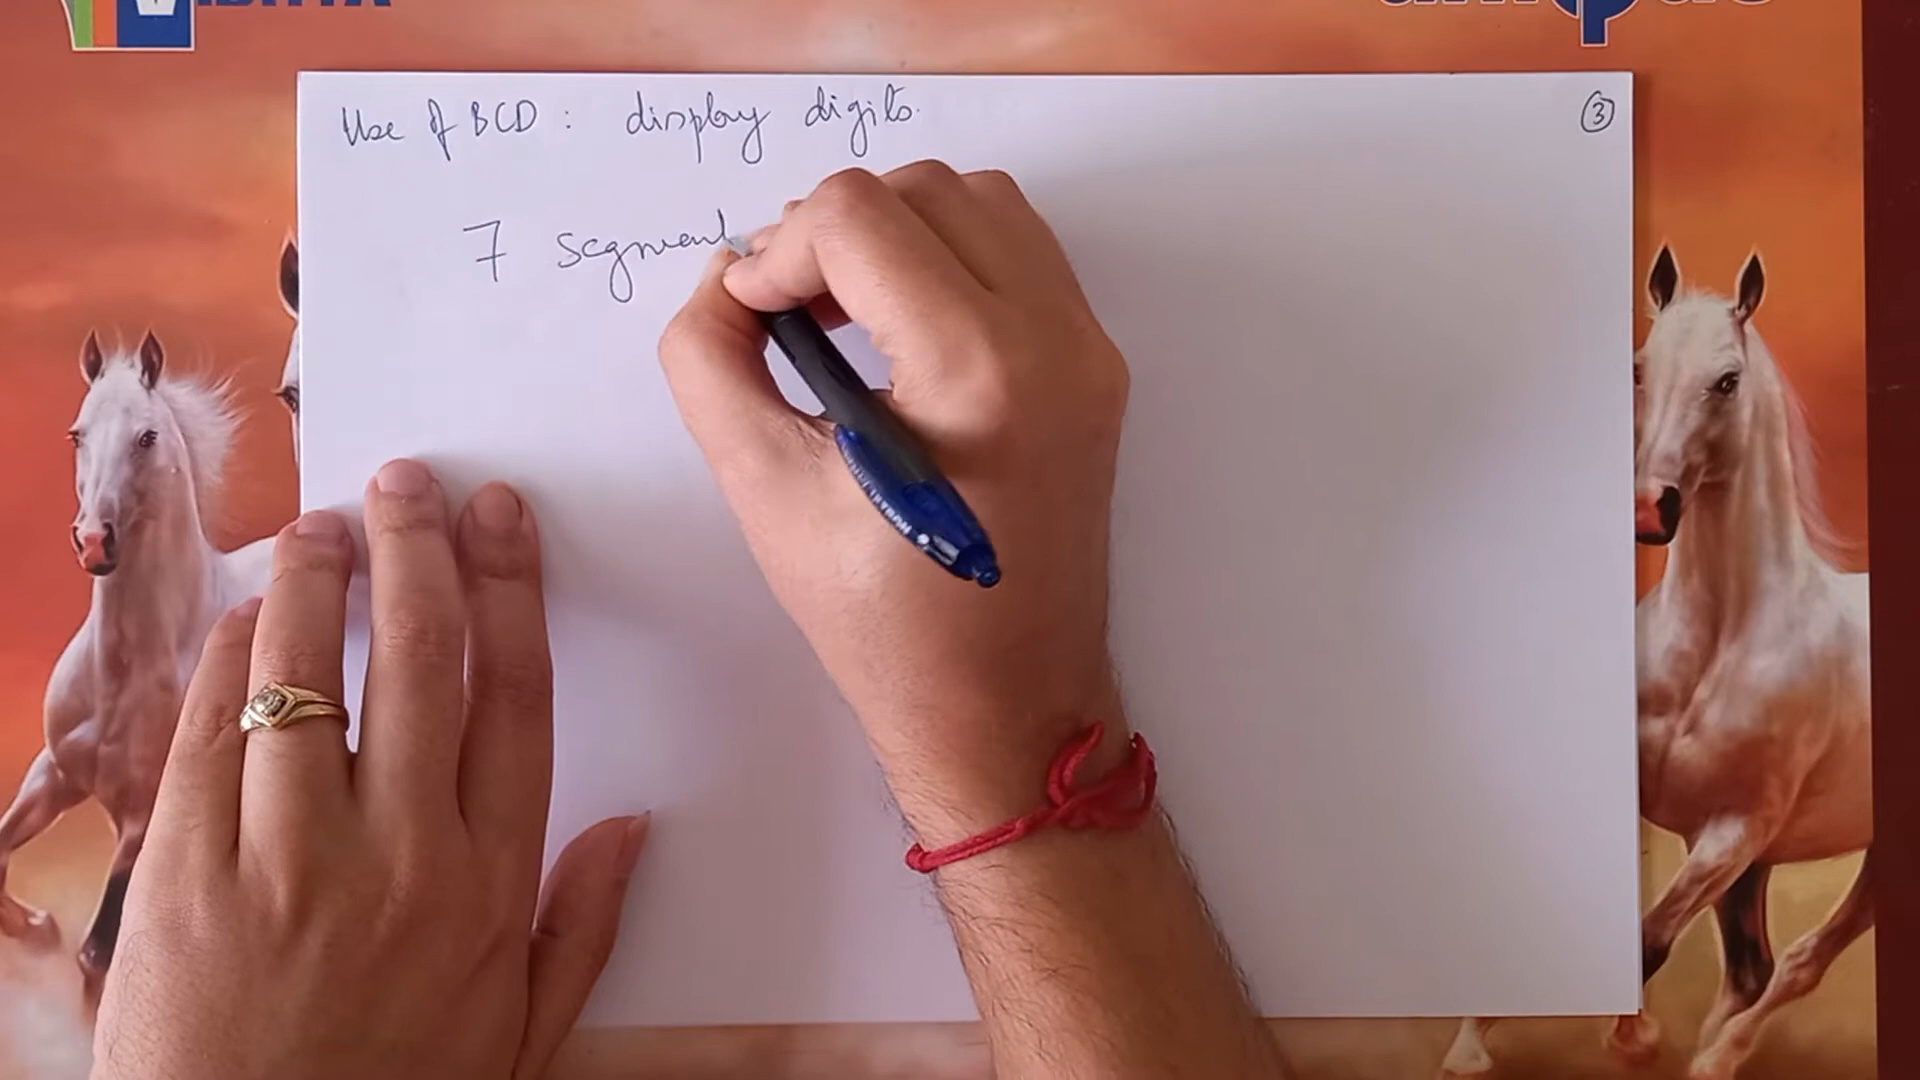 Use of BCD : display digits.
3
7 segment